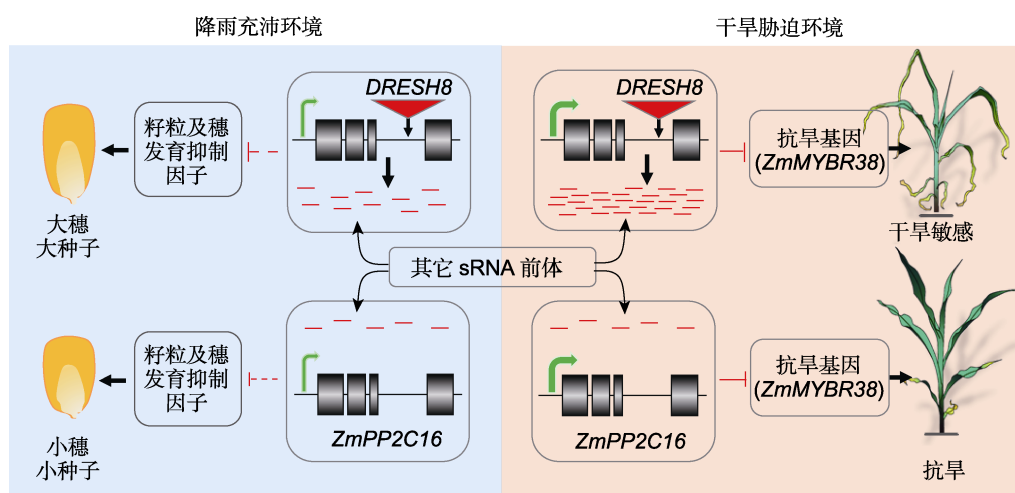 降雨充沛环境
干旱胁迫环境
DRESH8
籽粒及穗
发育抑制
因子
大穗
大种子
DRESH8
抗旱基因
(ZmMYBR38)
干旱敏感
其它 sRNA 前体
籽粒及穗
发育抑制
因子
小穗
小种子
ZmPP2C16
ZmPP2C16
抗旱基因
(ZmMYBR38)
抗旱